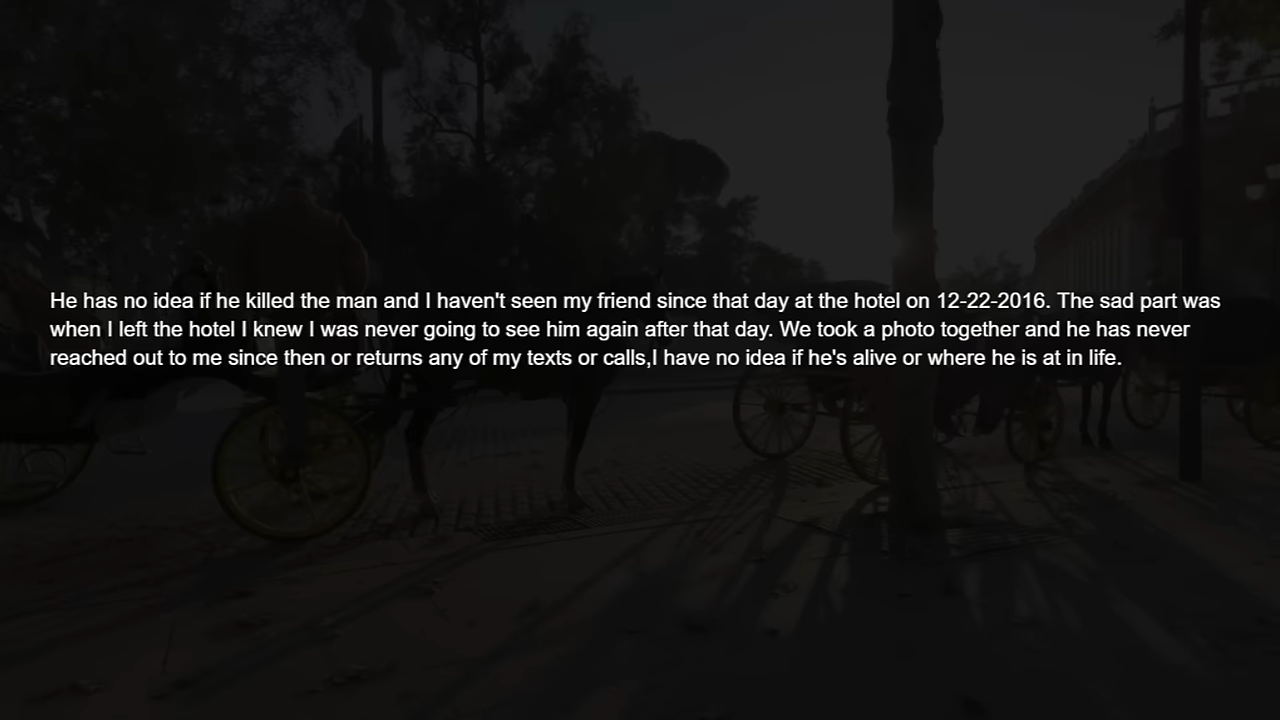 He has no idea if he killed the man and I haven't seen my friend since that day at the hotel on 12-22-2016. The sad part was
when I left the hotel I knew I was never going to see him again after that day. We took a photo together and he has never
reached out to me since then or returns any of my texts or calls,I have no idea if he's alive or where he is at in life.